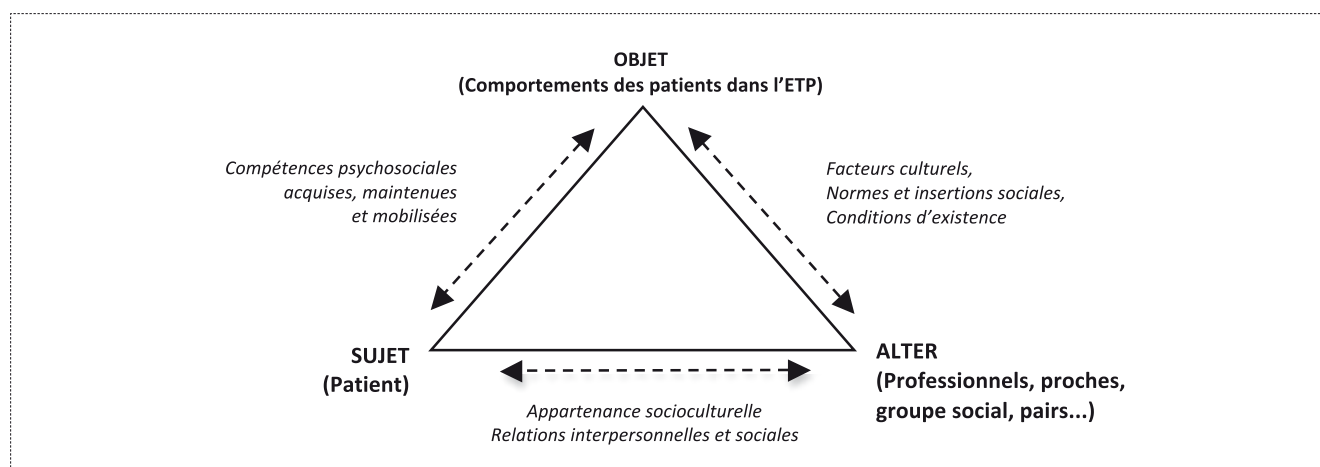 OBJET
(Comportements des patients dans l’ETP)
Compétences psychosociales
acquises, maintenues
et mobilisées
Facteurs culturels,
Normes et insertions sociales,
Conditions d’existence
SUJET
(Patient)
ALTER
(Professionnels, proches,
groupe social, pairs...)
Appartenance socioculturelle
Relations interpersonnelles et sociales